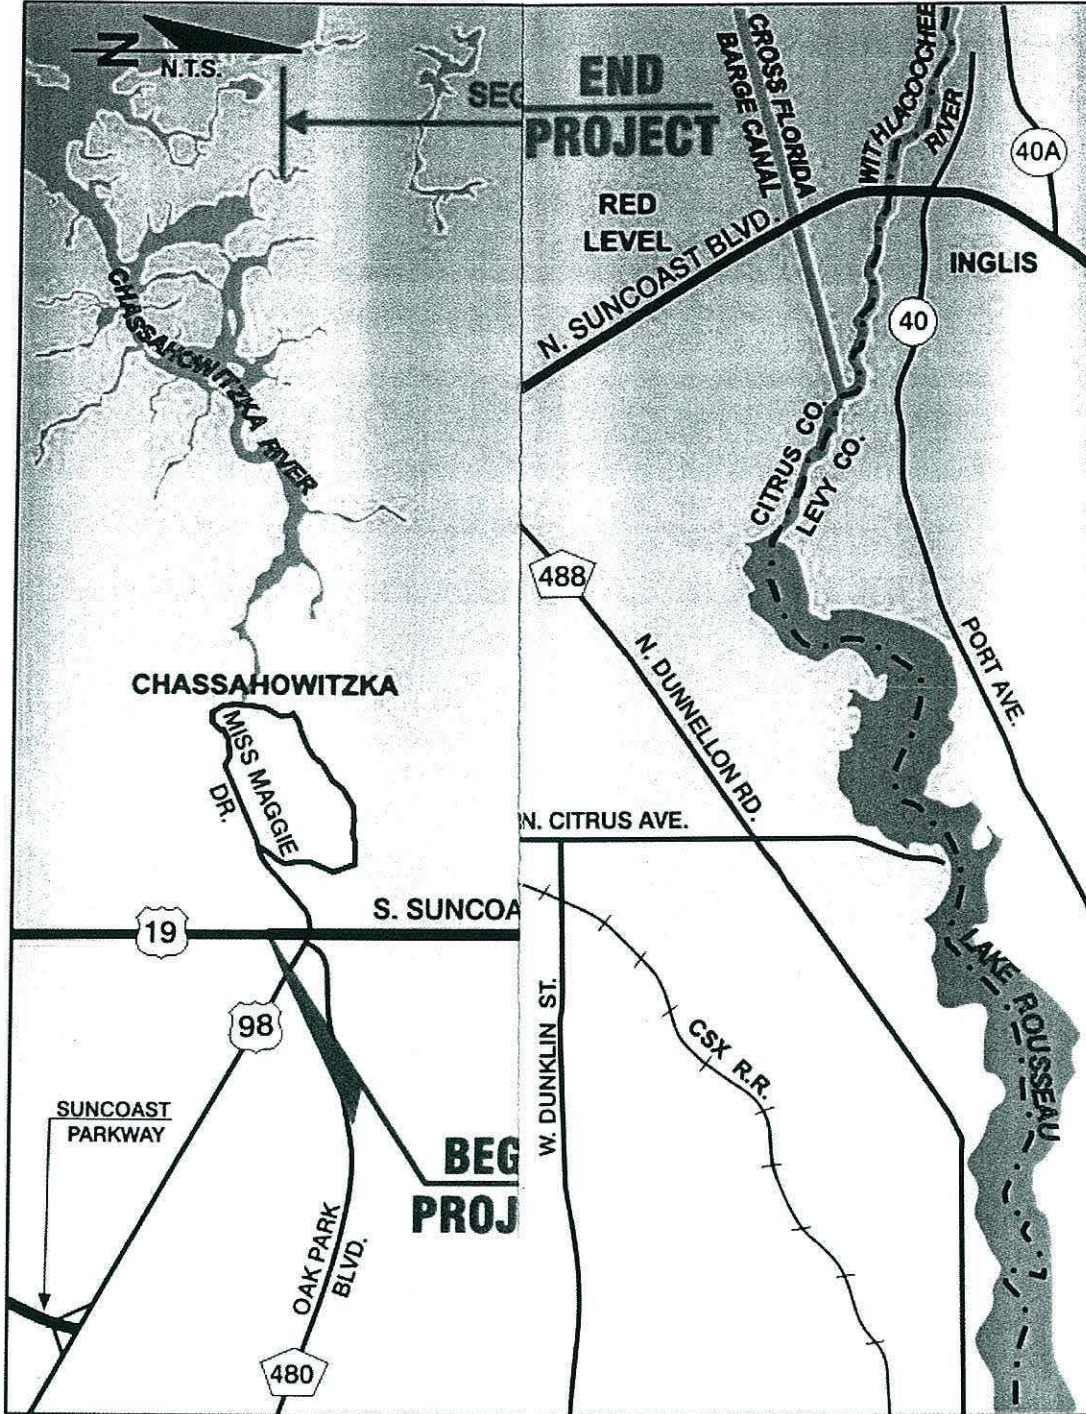 N
N.T.S.
SEG
CHASSAHOWITZKA RIVER
CHASSAHOWITZKA
MISS MAGGIE
DR.
S. SUNCOA
19
98
SUNCOAST
PARKWAY
BEG
PROJ
OAK PARK
BLVD.
480
END
PROJECT
CROSS FLORIDA
BARGE CANAL
WITHLACOOCHEE
RIVER
40A
RED
LEVEL
N. SUNCOAST BLVD.
INGLIS
40
CITRUS CO.
LEVY CO.
488
N. DUNNELLON RD.
PORT AVE.
N. CITRUS AVE.
W. DUNKLIN ST.
CSX R.R.
LAKE ROUSSEAU